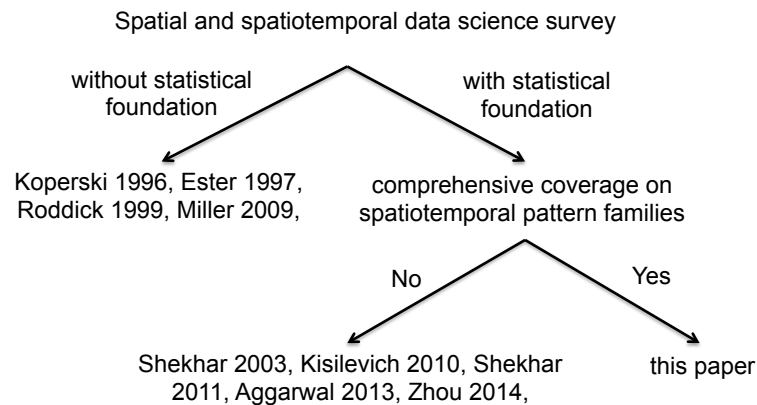 Spatial and spatiotemporal data science survey
without statistical
foundation
with statistical
foundation
Koperski 1996, Ester 1997,
Roddick 1999, Miller 2009,
comprehensive coverage on
spatiotemporal pattern families
No
Yes
Shekhar 2003, Kisilevich 2010, Shekhar
2011, Aggarwal 2013, Zhou 2014,
this paper